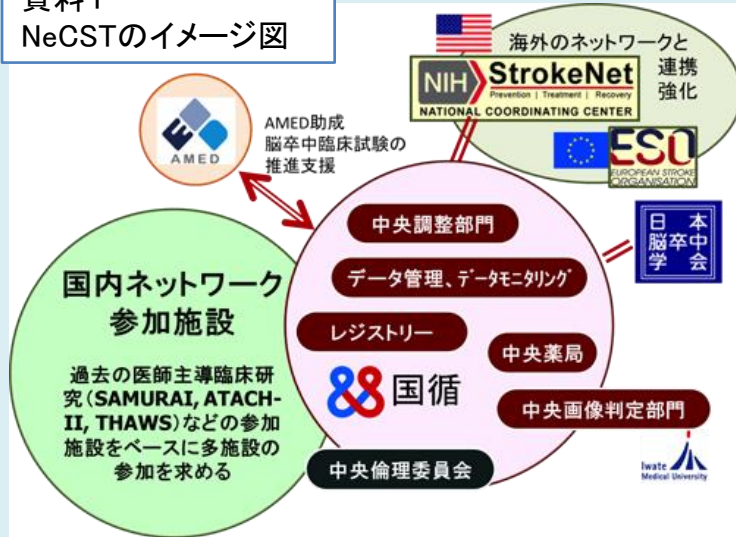 NeCSTのイメージ図
海外のネットワークと
連携
強化
NIH StrokeNet
Prevention | Treatment | Recovery
NATIONAL COORDINATING CENTER
ESO
EUROPEAN STROKE
ORGANISATION
AMED
AMED助成
脳卒中臨床試験の
推進支援
日本
脳卒中
学会
中央調整部門
データ管理、ﾃﾞｰﾀﾓﾆﾀﾘﾝｸﾞ
レジストリー
中央薬局
国循
中央画像判定部門
中央倫理委員会
Iwate
Medical University
国内ネットワーク
参加施設
過去の医師主導臨床研
究(SAMURAI, ATACH-
II, THAWS)などの参加
施設をベースに多施設の
参加を求める